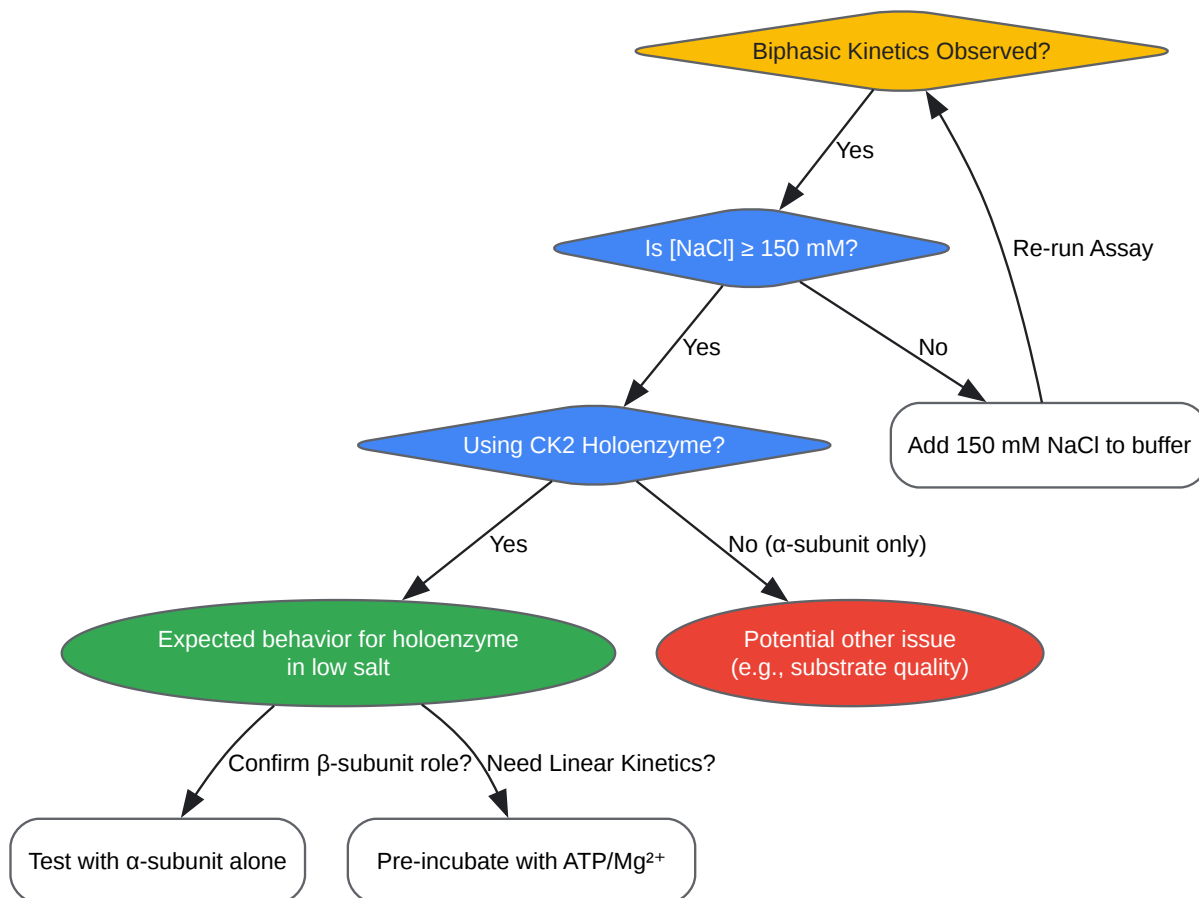 Biphasic Kinetics Observed?
Yes
Is [NaCl] ≥ 150 mM?
Re-run Assay
Yes
No
Using CK2 Holoenzyme?
Add 150 mM NaCl to buffer
Yes
No (α-subunit only)
Expected behavior for holoenzyme
in low salt
Potential other issue
(e.g., substrate quality)
Confirm β-subunit role?
Need Linear Kinetics?
Test with α-subunit alone
Pre-incubate with ATP/Mg²⁺